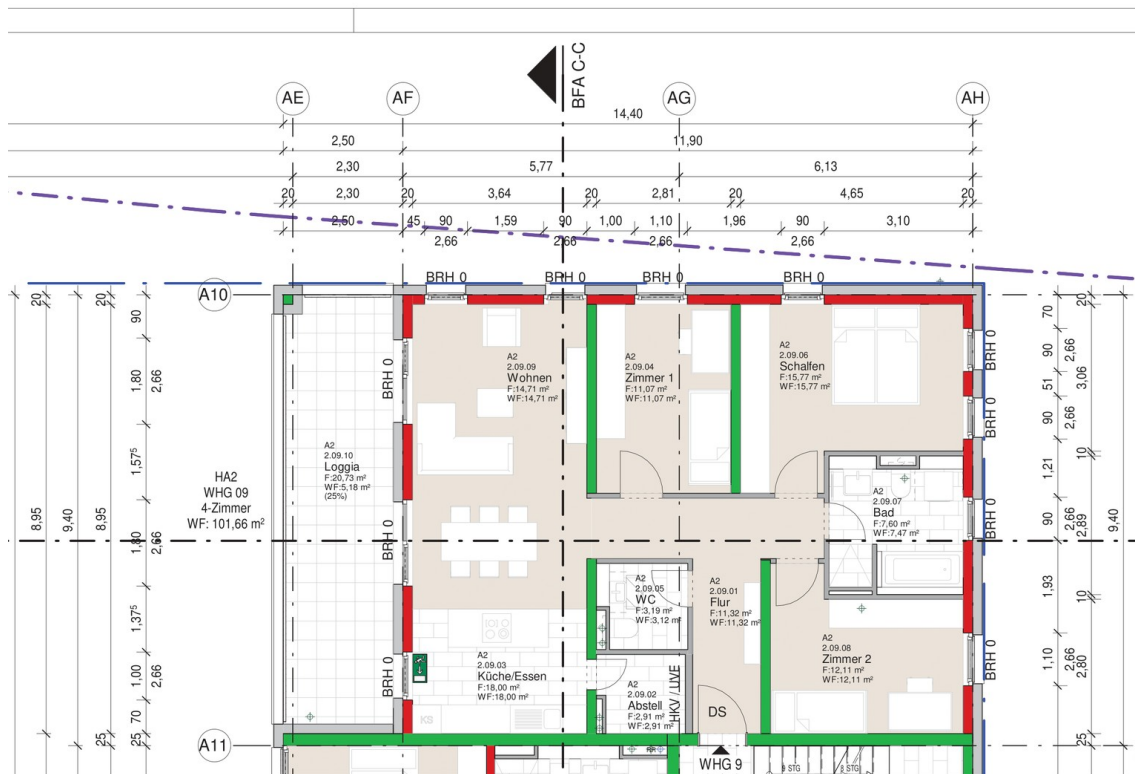 BFA C-C
AE
AF
AG
AH
14,40
2,50
11,90
2,30
5,77
6,13
20
2,30
20
3,64
20
2,81
20
4,65
20
2,50
45
90
1,59
90
1,00
1,10
1,96
90
3,10
2,66
2,66
2,66
2,66
BRH 0
BRH 0
BRH 0
BRH 0
A10
20
20
90
1,80
2,66
1,575
1,80
2,66
1,375
1,00
2,66
70
25
25
8,95
9,40
8,95
BRH 0
BRH 0
BRH 0
HA2
WHG 09
4-Zimmer
WF: 101,66 m²
A2
2.09.10
Loggia
F:20,73 m²
WF:5,18 m²
(25%)
A2
2.09.09
Wohnen
F:14,71 m²
WF:14,71 m²
A2
2.09.04
Zimmer 1
F:11,07 m²
WF:11,07 m²
A2
2.09.06
Schalfen
F:15,77 m²
WF:15,77 m²
A2
2.09.07
Bad
F:7,60 m²
WF:7,47 m²
A2
2.09.05
WC
F:3,19 m²
WF:3,12 m²
A2
2.09.01
Flur
F:11,32 m²
WF:11,32 m²
A2
2.09.08
Zimmer 2
F:12,11 m²
WF:12,11 m²
A2
2.09.03
Küche/Essen
F:18,00 m²
WF:18,00 m²
A2
2.09.02
Abstell
F:2,91 m²
WF:2,91 m²
HKV / LIVE
KS
DS
BRH 0
BRH 0
BRH 0
BRH 0
70
90
2,66
51
90
2,66
1,21
90
2,66
1,93
1,10
2,66
20
3,06
10
2,89
10
2,80
25
9,40
A11
WHG 9
8 STG
8 STG